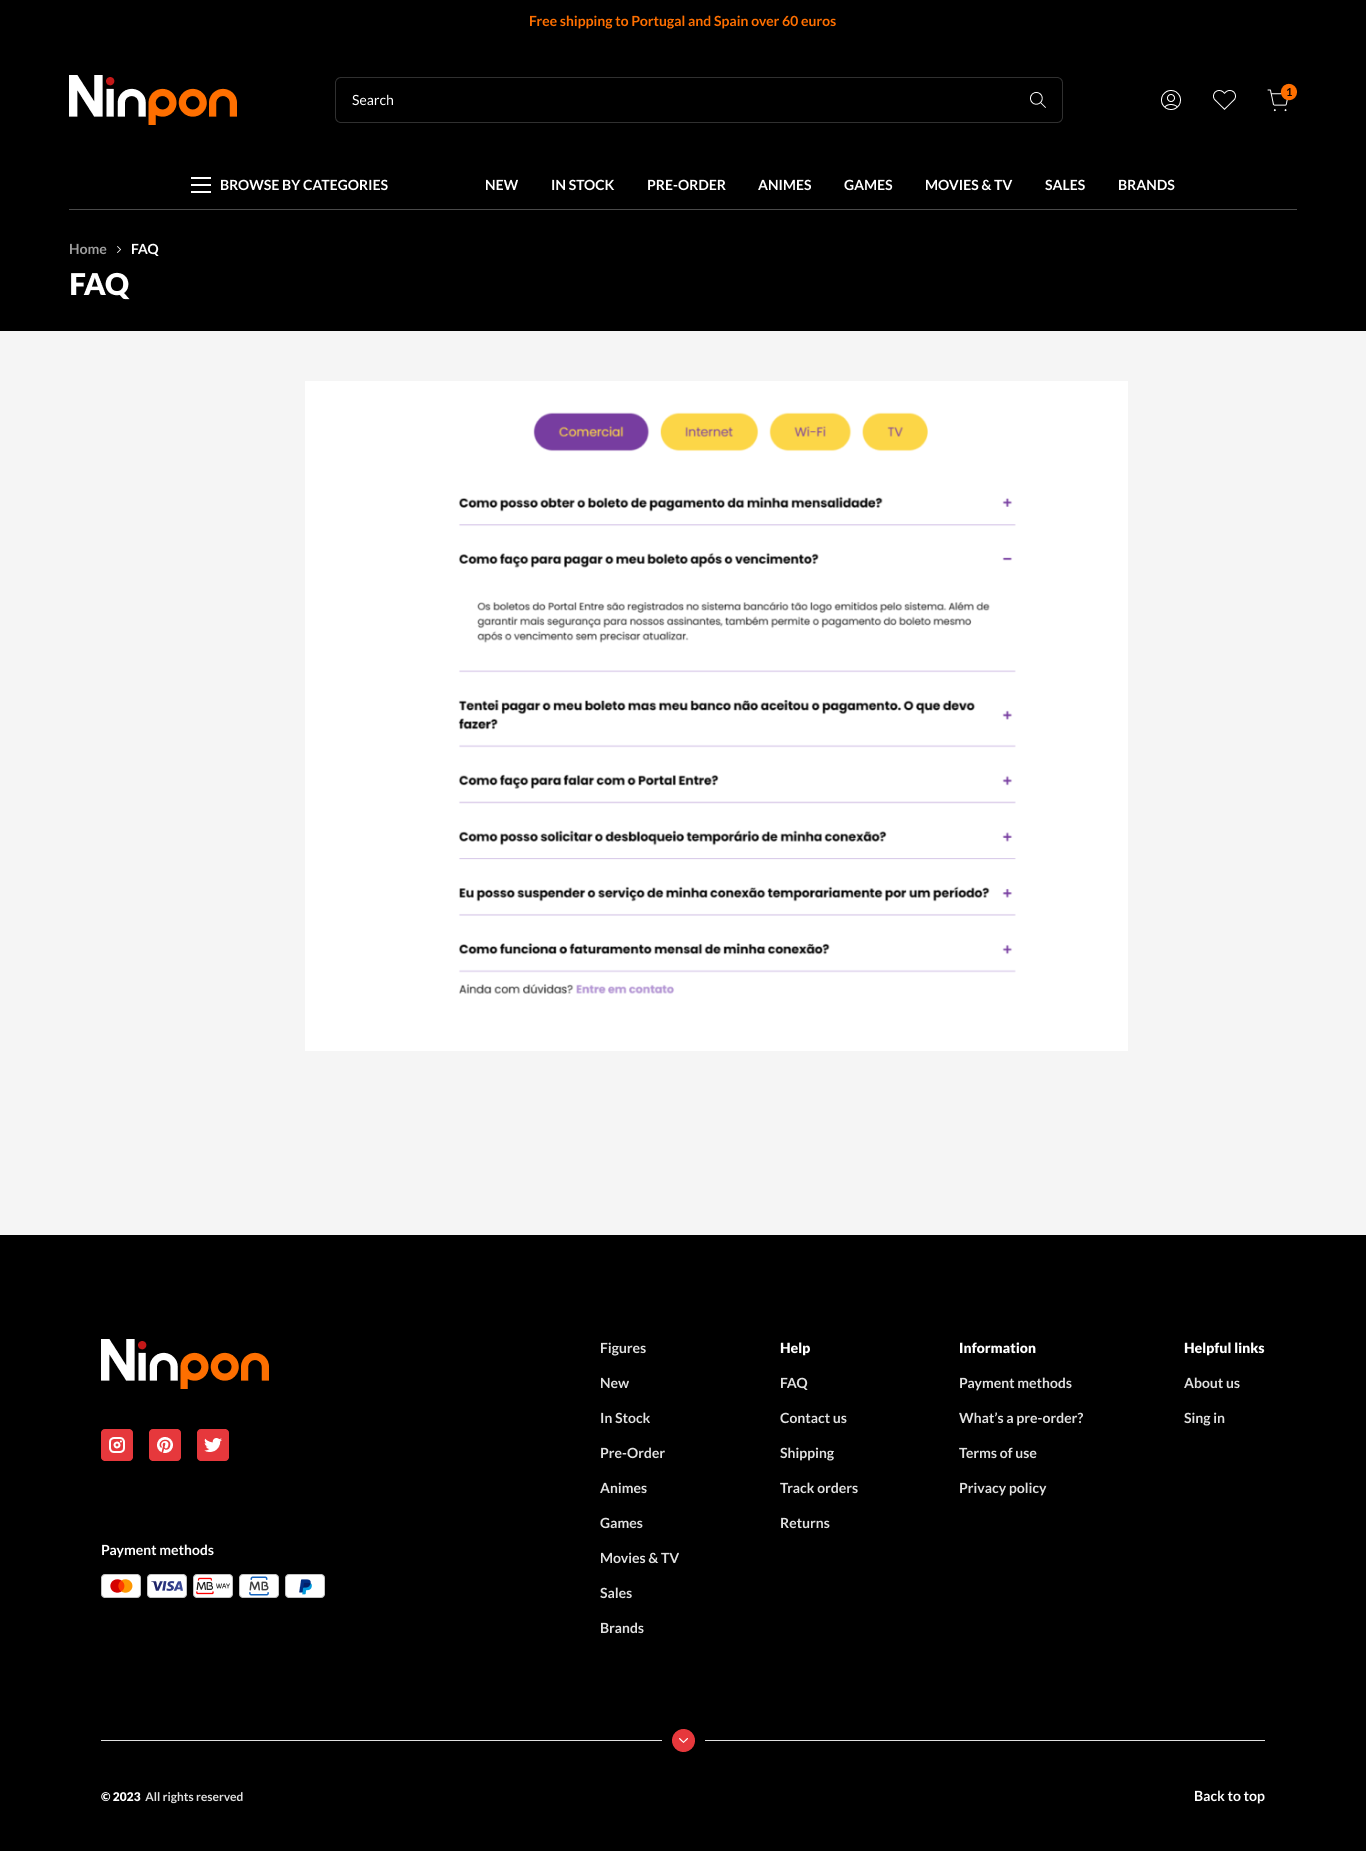 Free shipping to Portugal and Spain over 60 euros
Ninpon
Search
1
BROWSE BY CATEGORIES NEW IN STOCK PRE-ORDER ANIMES GAMES MOVIES & TV SALES BRANDS
Home > FAQ
FAQ
Comercial Internet Wi-Fi TV
Como posso obter o boleto de pagamento da minha mensalidade? +
Como faço para pagar o meu boleto após o vencimento? −
Os boletos do Portal Entre são registrados no sistema bancário tão logo emitidos pelo sistema. Além de
garantir mais segurança para nossos assinantes, também permite o pagamento do boleto mesmo
após o vencimento sem precisar atualizar.
Tentei pagar o meu boleto mas meu banco não aceitou o pagamento. O que devo
fazer? +
Como faço para falar com o Portal Entre? +
Como posso solicitar o desbloqueio temporário de minha conexão? +
Eu posso suspender o serviço de minha conexão temporariamente por um período? +
Como funciona o faturamento mensal de minha conexão? +
Ainda com dúvidas? Entre em contato
Ninpon
Payment methods
VISA MB WAY MB
Figures
New
In Stock
Pre-Order
Animes
Games
Movies & TV
Sales
Brands
Help
FAQ
Contact us
Shipping
Track orders
Returns
Information
Payment methods
What's a pre-order?
Terms of use
Privacy policy
Helpful links
About us
Sing in
© 2023 All rights reserved
Back to top